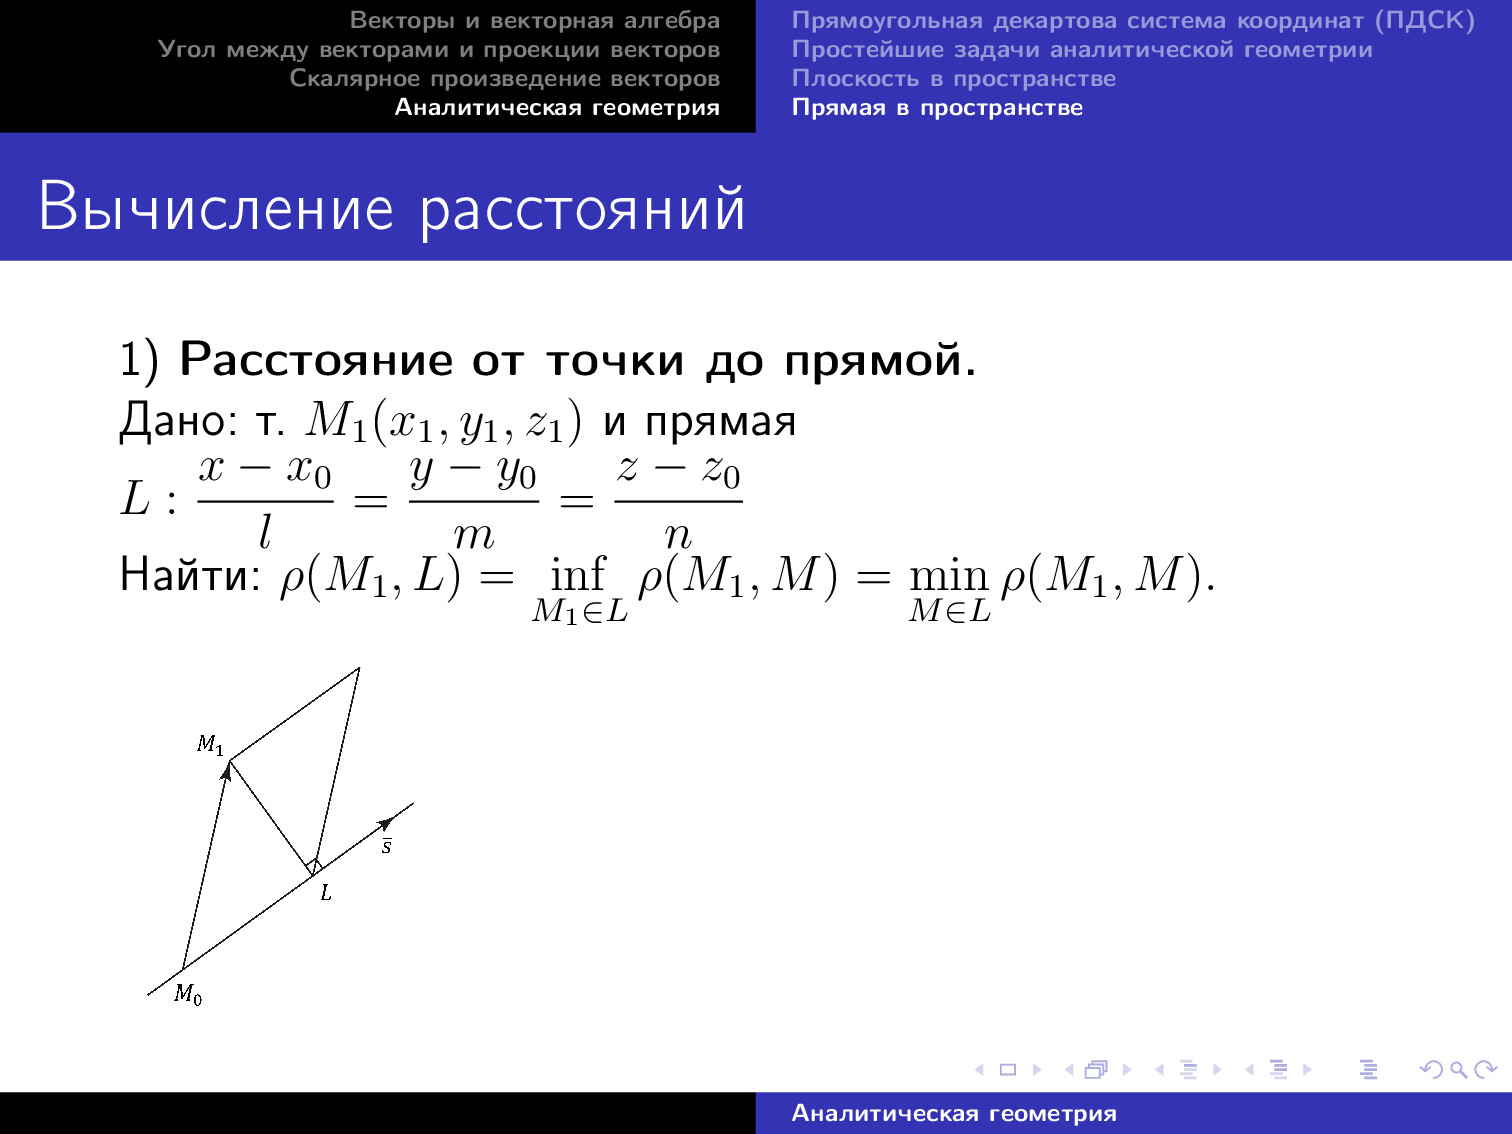 Векторы и векторная алгебра
Угол между векторами и проекции векторов
Скалярное произведение векторов
Аналитическая геометрия
Прямоугольная декартова система координат (ПДСК)
Простейшие задачи аналитической геометрии
Плоскость в пространстве
Прямая в пространстве
Вычисление расстояний
1) Расстояние от точки до прямой.
Дано: т. $M_1(x_1, y_1, z_1)$ и прямая
$L : \frac{x - x_0}{l} = \frac{y - y_0}{m} = \frac{z - z_0}{n}$
Найти: $\rho(M_1, L) = \inf_{M_1 \in L} \rho(M_1, M) = \min_{M \in L} \rho(M_1, M).$
$M_1$
$\bar{s}$
$L$
$M_0$
Аналитическая геометрия